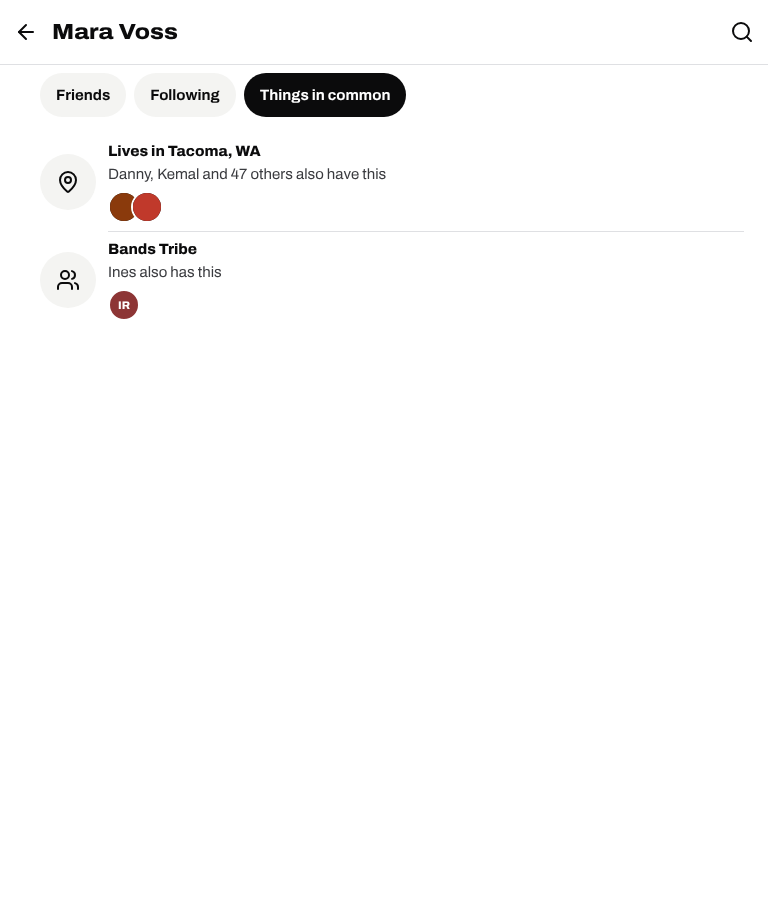 Mara Voss
Friends
Following
Things in common
Lives in Tacoma, WA
Danny, Kemal and 47 others also have this
Bands Tribe
Ines also has this
IR